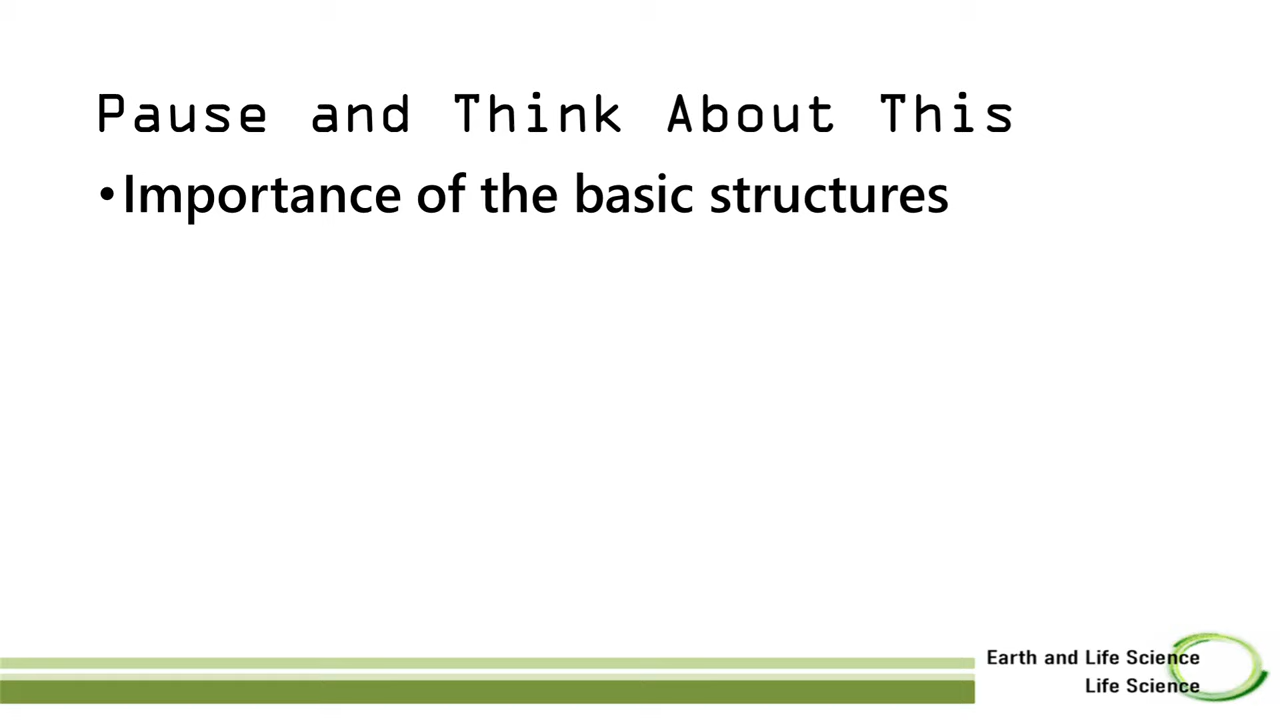 Pause and Think About This
•Importance of the basic structures
Earth and Life Science
Life Science